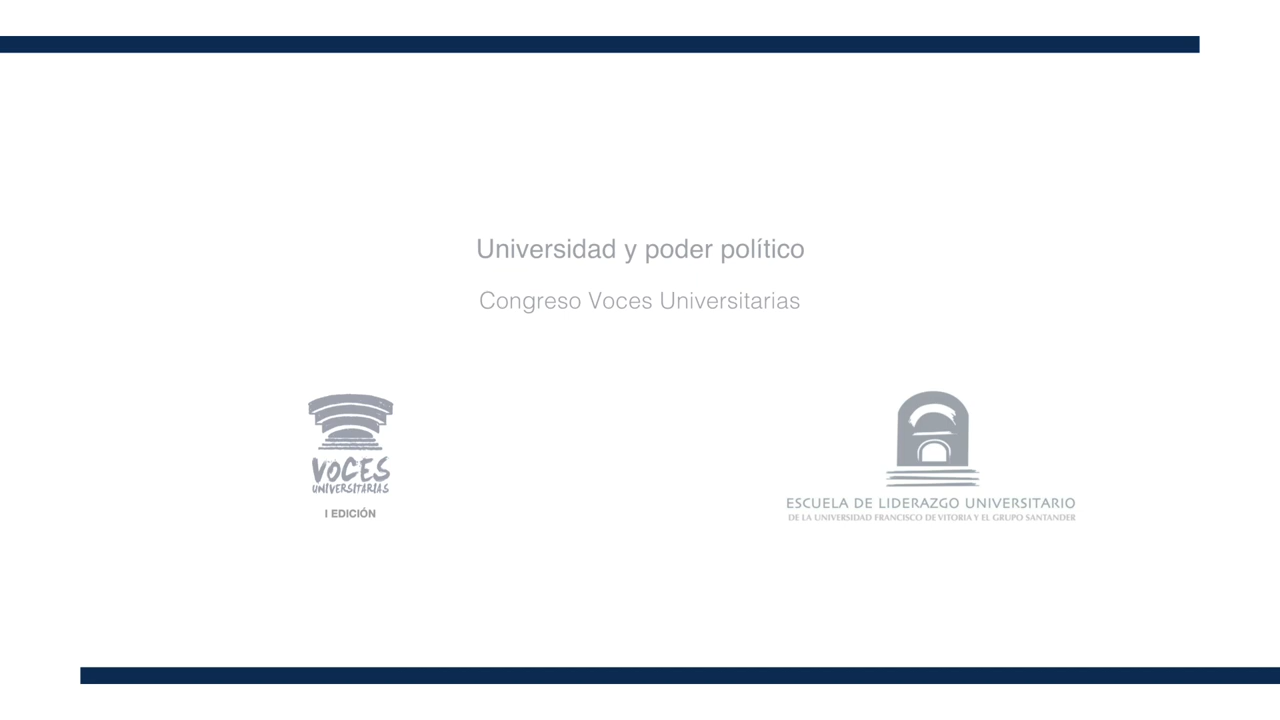 Universidad y poder político
Congreso Voces Universitarias
VOCES
UNIVERSITARIAS
I EDICIÓN
ESCUELA DE LIDERAZGO UNIVERSITARIO
DE LA UNIVERSIDAD FRANCISCO DE VITORIA Y EL GRUPO SANTANDER